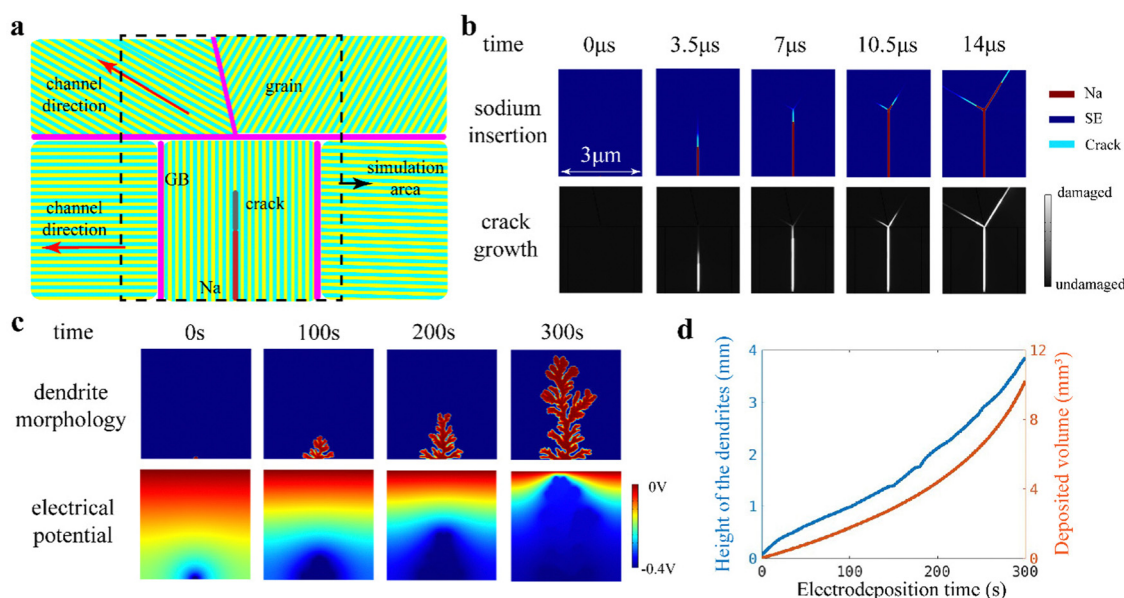 a
channel
direction
grain
GB
simulation
area
crack
channel
direction
Na
b
time
0μs
3.5μs
7μs
10.5μs
14μs
sodium
insertion
3μm
Na
SE
Crack
crack
growth
damaged
undamaged
c
time
0s
100s
200s
300s
dendrite
morphology
electrical
potential
0V
-0.4V
d
Height of the dendrites (mm)
4
3
2
1
0
12
8
4
0
Deposited volume (mm³)
0
100
200
300
Electrodeposition time (s)